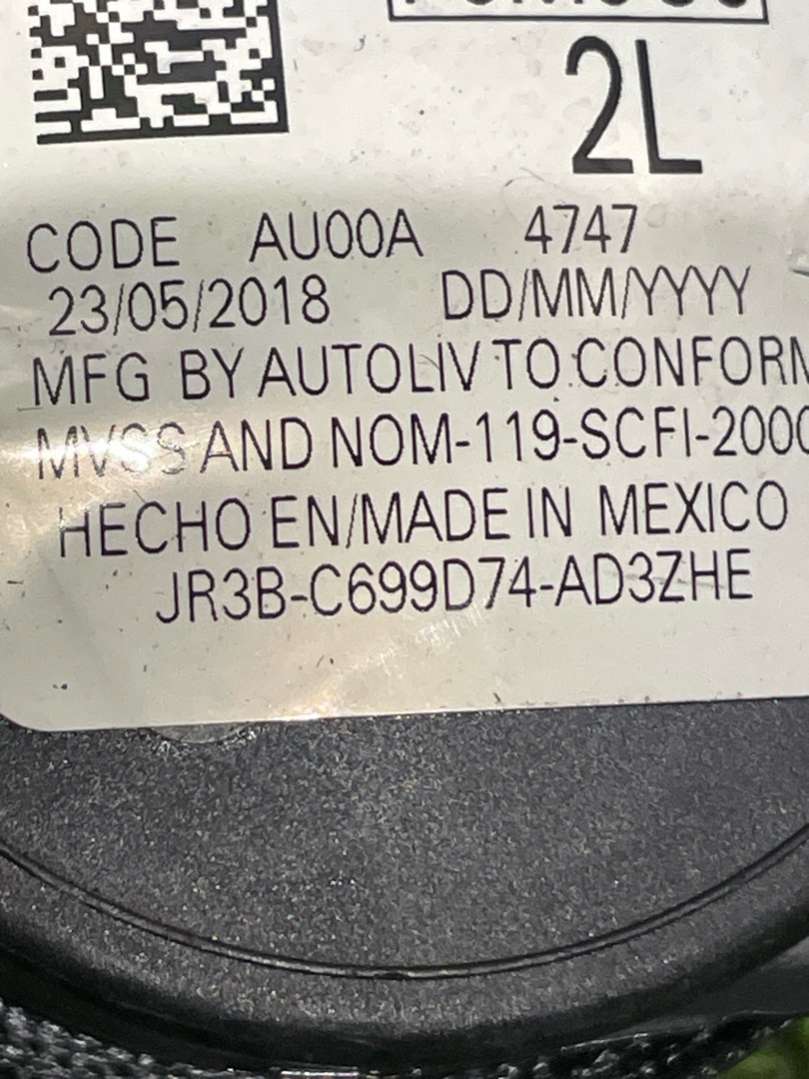 2L
CODE AU00A 4747
23/05/2018 DD/MM/YYYY
MFG BY AUTOLIV TO CONFORM
MVSS AND NOM-119-SCFI-2000
HECHO EN/MADE IN MEXICO
JR3B-C699D74-AD3ZHE